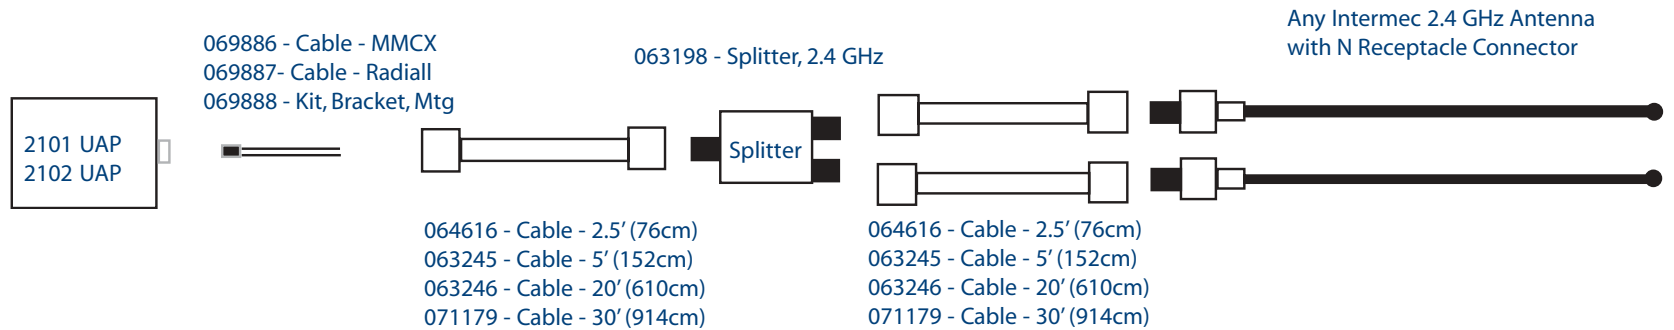 2101 UAP
2102 UAP
069886 - Cable - MMCX
069887- Cable - Radiall
069888 - Kit, Bracket, Mtg
064616 - Cable - 2.5’ (76cm)
063245 - Cable - 5’ (152cm)
063246 - Cable - 20’ (610cm)
071179 - Cable - 30’ (914cm)
063198 - Splitter, 2.4 GHz
Splitter
064616 - Cable - 2.5’ (76cm)
063245 - Cable - 5’ (152cm)
063246 - Cable - 20’ (610cm)
071179 - Cable - 30’ (914cm)
Any Intermec 2.4 GHz Antenna
with N Receptacle Connector